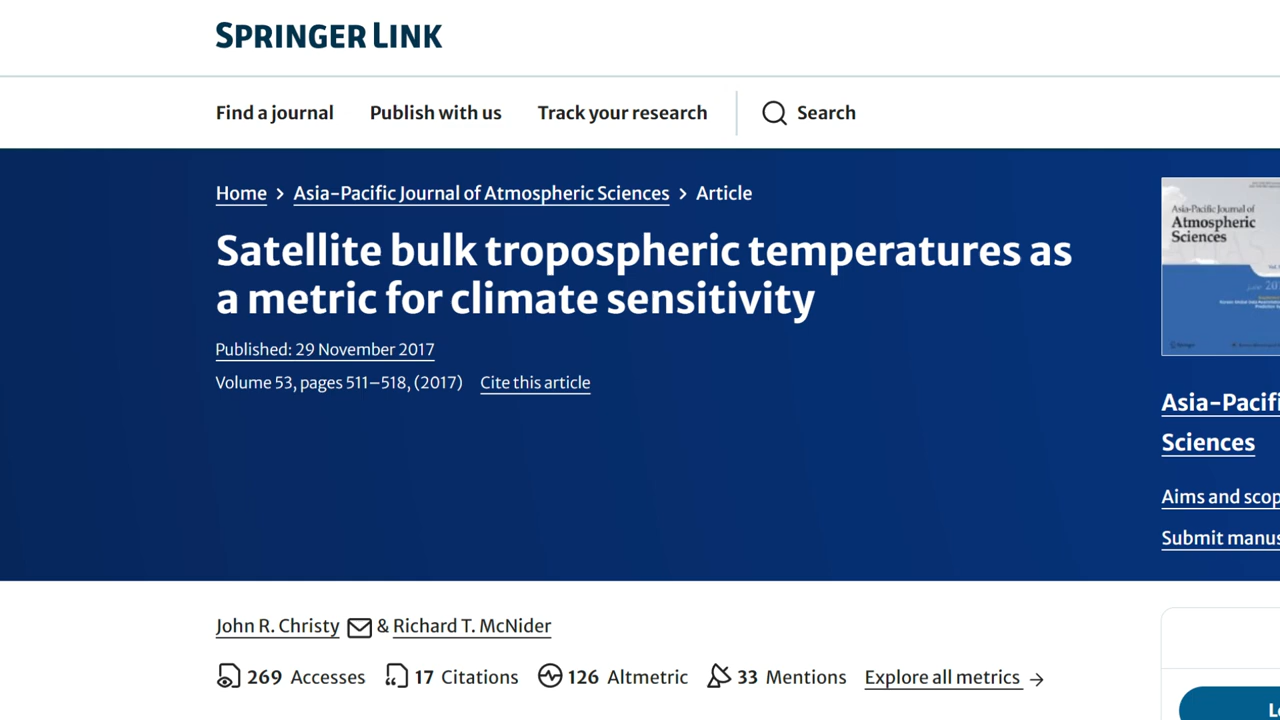 SPRINGER LINK
Find a journal Publish with us Track your research Search
Home > Asia-Pacific Journal of Atmospheric Sciences > Article
Satellite bulk tropospheric temperatures as
a metric for climate sensitivity
Published: 29 November 2017
Volume 53, pages 511–518, (2017) Cite this article
Asia-Pacific Journal of
Atmospheric
Sciences
Asia-Pacifi
Sciences
Aims and scop
Submit manus
John R. Christy & Richard T. McNider
269 Accesses 17 Citations 126 Altmetric 33 Mentions Explore all metrics →